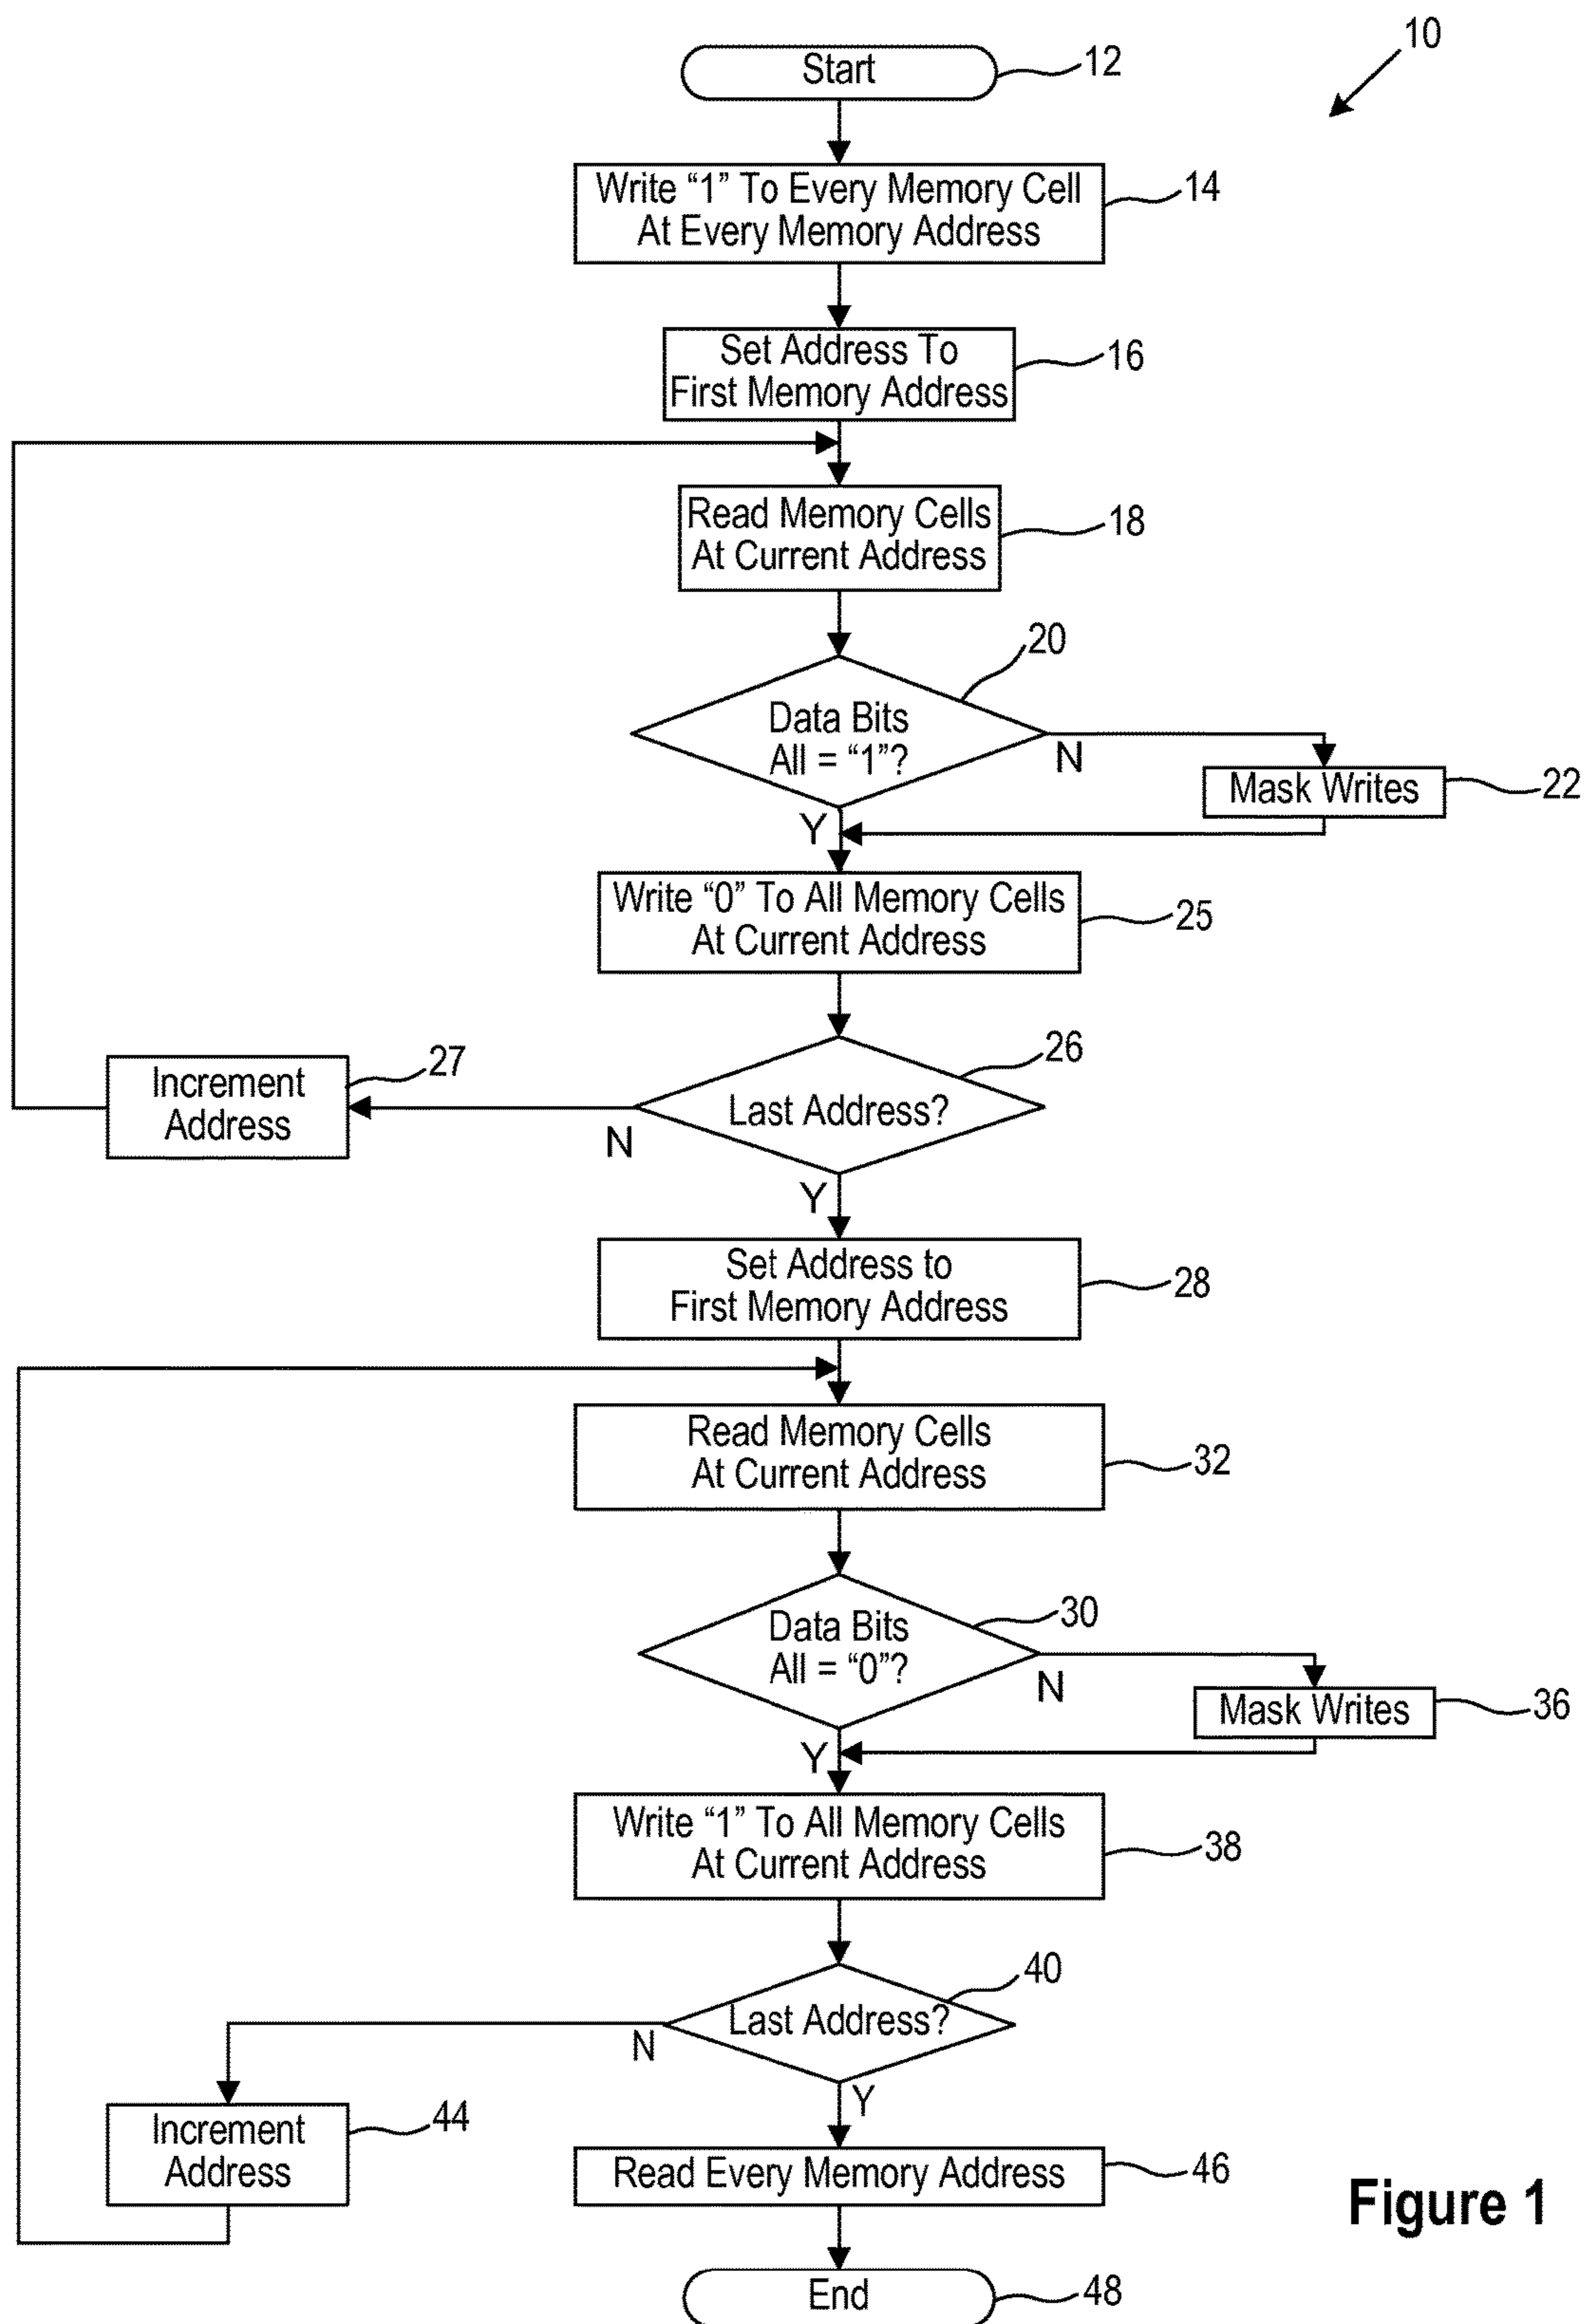 10
Start
12
Write “1” To Every Memory Cell
At Every Memory Address
14
Set Address To
First Memory Address
16
Read Memory Cells
At Current Address
18
20
Data Bits
All = “1”?
N
Mask Writes
22
Y
Write “0” To All Memory Cells
At Current Address
25
26
Last Address?
27
Increment
Address
N
Y
Set Address to
First Memory Address
28
Read Memory Cells
At Current Address
32
30
Data Bits
All = “0”?
N
Mask Writes
36
Y
Write “1” To All Memory Cells
At Current Address
38
40
Last Address?
N
Y
Increment
Address
44
Read Every Memory Address
46
Figure 1
End
48